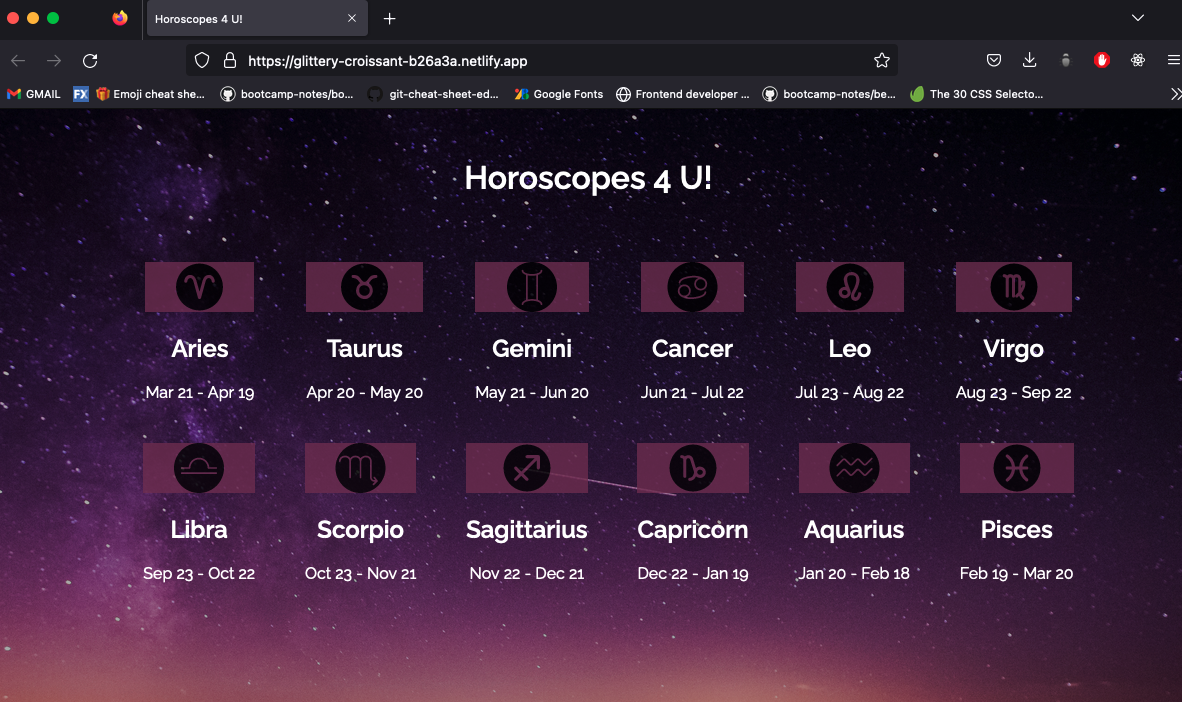 Horoscopes 4 U!
https://glittery-croissant-b26a3a.netlify.app
GMAIL FX Emoji cheat she... bootcamp-notes/bo... git-cheat-sheet-ed... Google Fonts Frontend developer ... bootcamp-notes/be... The 30 CSS Selecto...
Horoscopes 4 U!
Aries Taurus Gemini Cancer Leo Virgo
Mar 21 - Apr 19 Apr 20 - May 20 May 21 - Jun 20 Jun 21 - Jul 22 Jul 23 - Aug 22 Aug 23 - Sep 22
Libra Scorpio Sagittarius Capricorn Aquarius Pisces
Sep 23 - Oct 22 Oct 23 - Nov 21 Nov 22 - Dec 21 Dec 22 - Jan 19 Jan 20 - Feb 18 Feb 19 - Mar 20